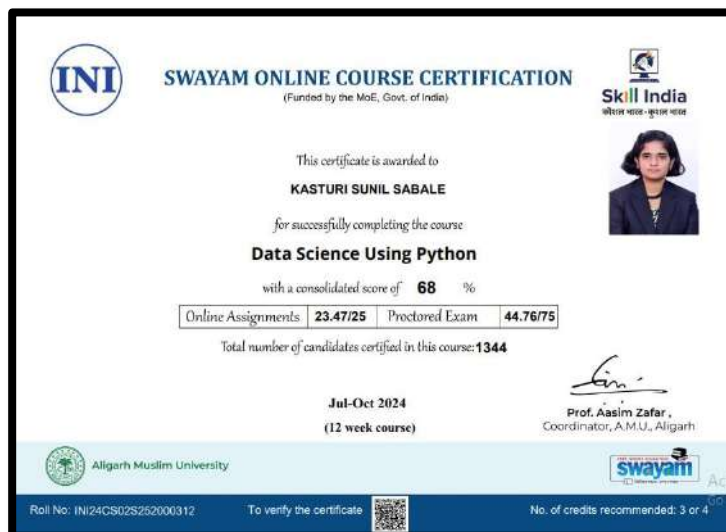 INI
SWAYAM ONLINE COURSE CERTIFICATION
(Funded by the MoE, Govt. of India)
Skill India
कौशल भारत - कुशल भारत
This certificate is awarded to
KASTURI SUNIL SABALE
for successfully completing the course
Data Science Using Python
with a consolidated score of 68 %
Online Assignments 23.47/25 Proctored Exam 44.76/75
Total number of candidates certified in this course: 1344
Jul-Oct 2024
(12 week course)
Prof. Aasim Zafar ,
Coordinator, A.M.U., Aligarh
Aligarh Muslim University
swayam
Roll No: INI24CS02S252000312
To verify the certificate
No. of credits recommended: 3 or 4